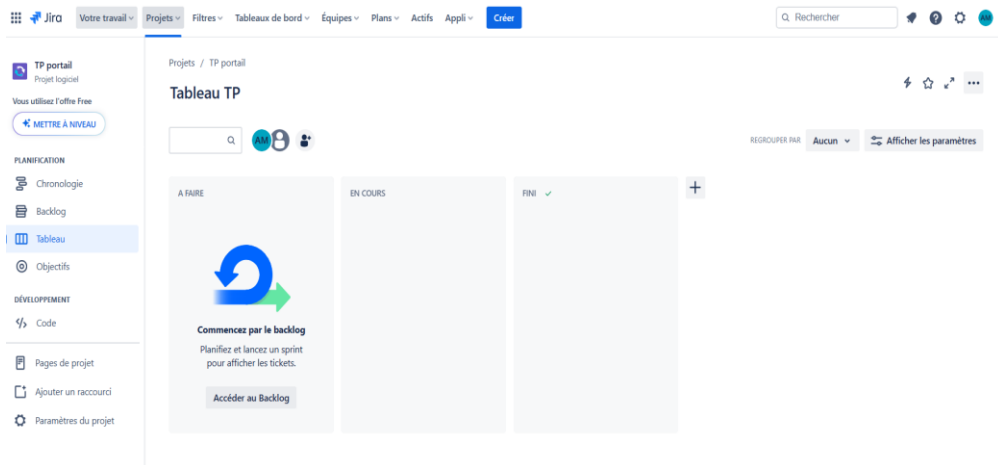 Jira
Votre travail
Projets
Filtres
Tableaux de bord
Équipes
Plans
Actifs
Appli
Créer
Rechercher
AM
TP portail
Projet logiciel
Vous utilisez l'offre Free
METTRE À NIVEAU
PLANIFICATION
Chronologie
Backlog
Tableau
Objectifs
DÉVELOPPEMENT
Code
Pages de projet
Ajouter un raccourci
Paramètres du projet
Projets / TP portail
Tableau TP
AM
REGROUPER PAR
Aucun
Afficher les paramètres
A FAIRE
EN COURS
FINI
Commencez par le backlog
Planifiez et lancez un sprint
pour afficher les tickets.
Accéder au Backlog